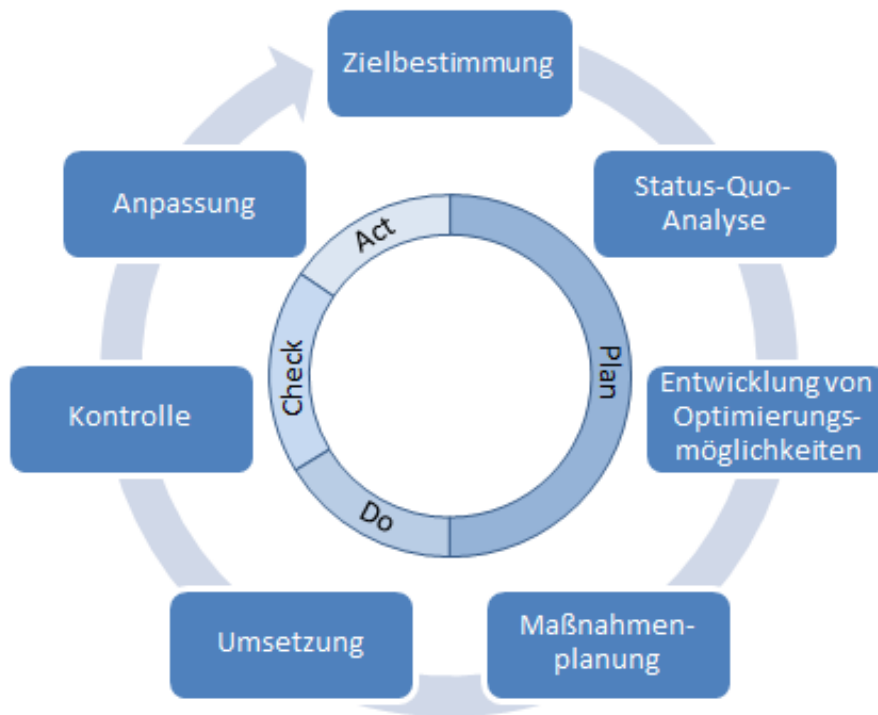 Zielbestimmung
Status-Quo-
Analyse
Entwicklung von
Optimierungs-
möglichkeiten
Maßnahmen-
planung
Umsetzung
Kontrolle
Anpassung
Plan
Do
Check
Act